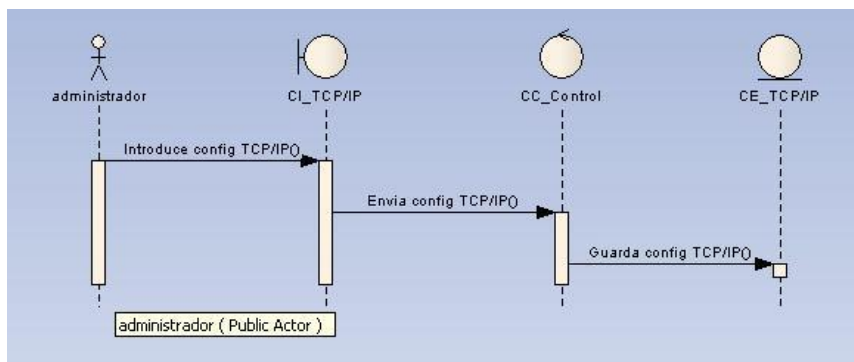 administrador
CI_TCP/IP
CC_Control
CE_TCP/IP
Introduce config TCP/IP()
Envia config TCP/IP()
Guarda config TCP/IP()
administrador ( Public Actor )